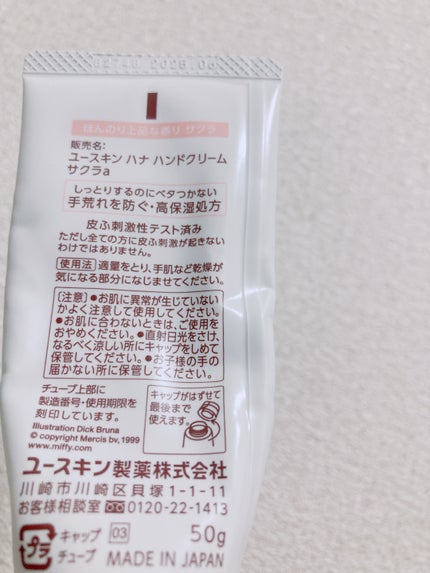 2025.06
ほんのり上品な香り サクラ
販売名:
ユースキン ハナ ハンドクリーム
サクラa
しっとりするのにベタつかない
手荒れを防ぐ・高保湿処方
皮ふ刺激性テスト済み
ただし全ての方に皮ふ刺激が起きない
わけではありません。
使用法 適量をとり、手肌など乾燥が
気になる部分になじませてください。
〔注意〕●お肌に異常が生じていない
かよく注意して使用してください。
●お肌に合わないときは、ご使用を
おやめください。●直射日光をさけ、
なるべく涼しい所にキャップをしめて
保管してください。●お子様の手の
届かない所に保管してください。
チューブ上部に
製造番号・使用期限を
刻印しています。
Illustration Dick Bruna
© copyright Mercis bv, 1999
www.miffy.com
キャップがはずせて
最後まで
使えます。
ユースキン製薬株式会社
川崎市川崎区貝塚1-1-11
お客様相談室 0120-22-1413
プラ キャップ 03 50g
チューブ MADE IN JAPAN